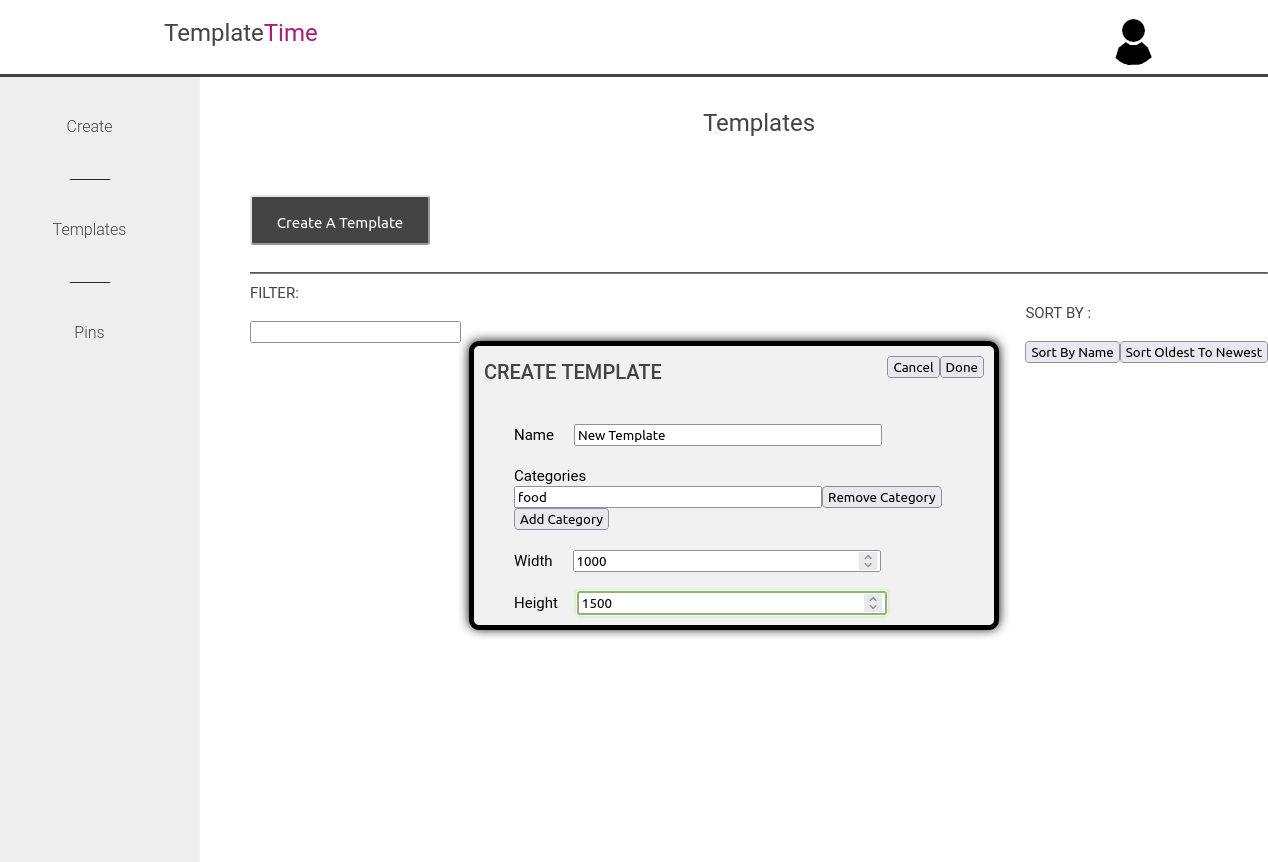 TemplateTime
Create
Templates
Pins
Templates
Create A Template
FILTER:
SORT BY :
Sort By Name Sort Oldest To Newest
CREATE TEMPLATE
Cancel Done
Name New Template
Categories
food Remove Category
Add Category
Width 1000
Height 1500